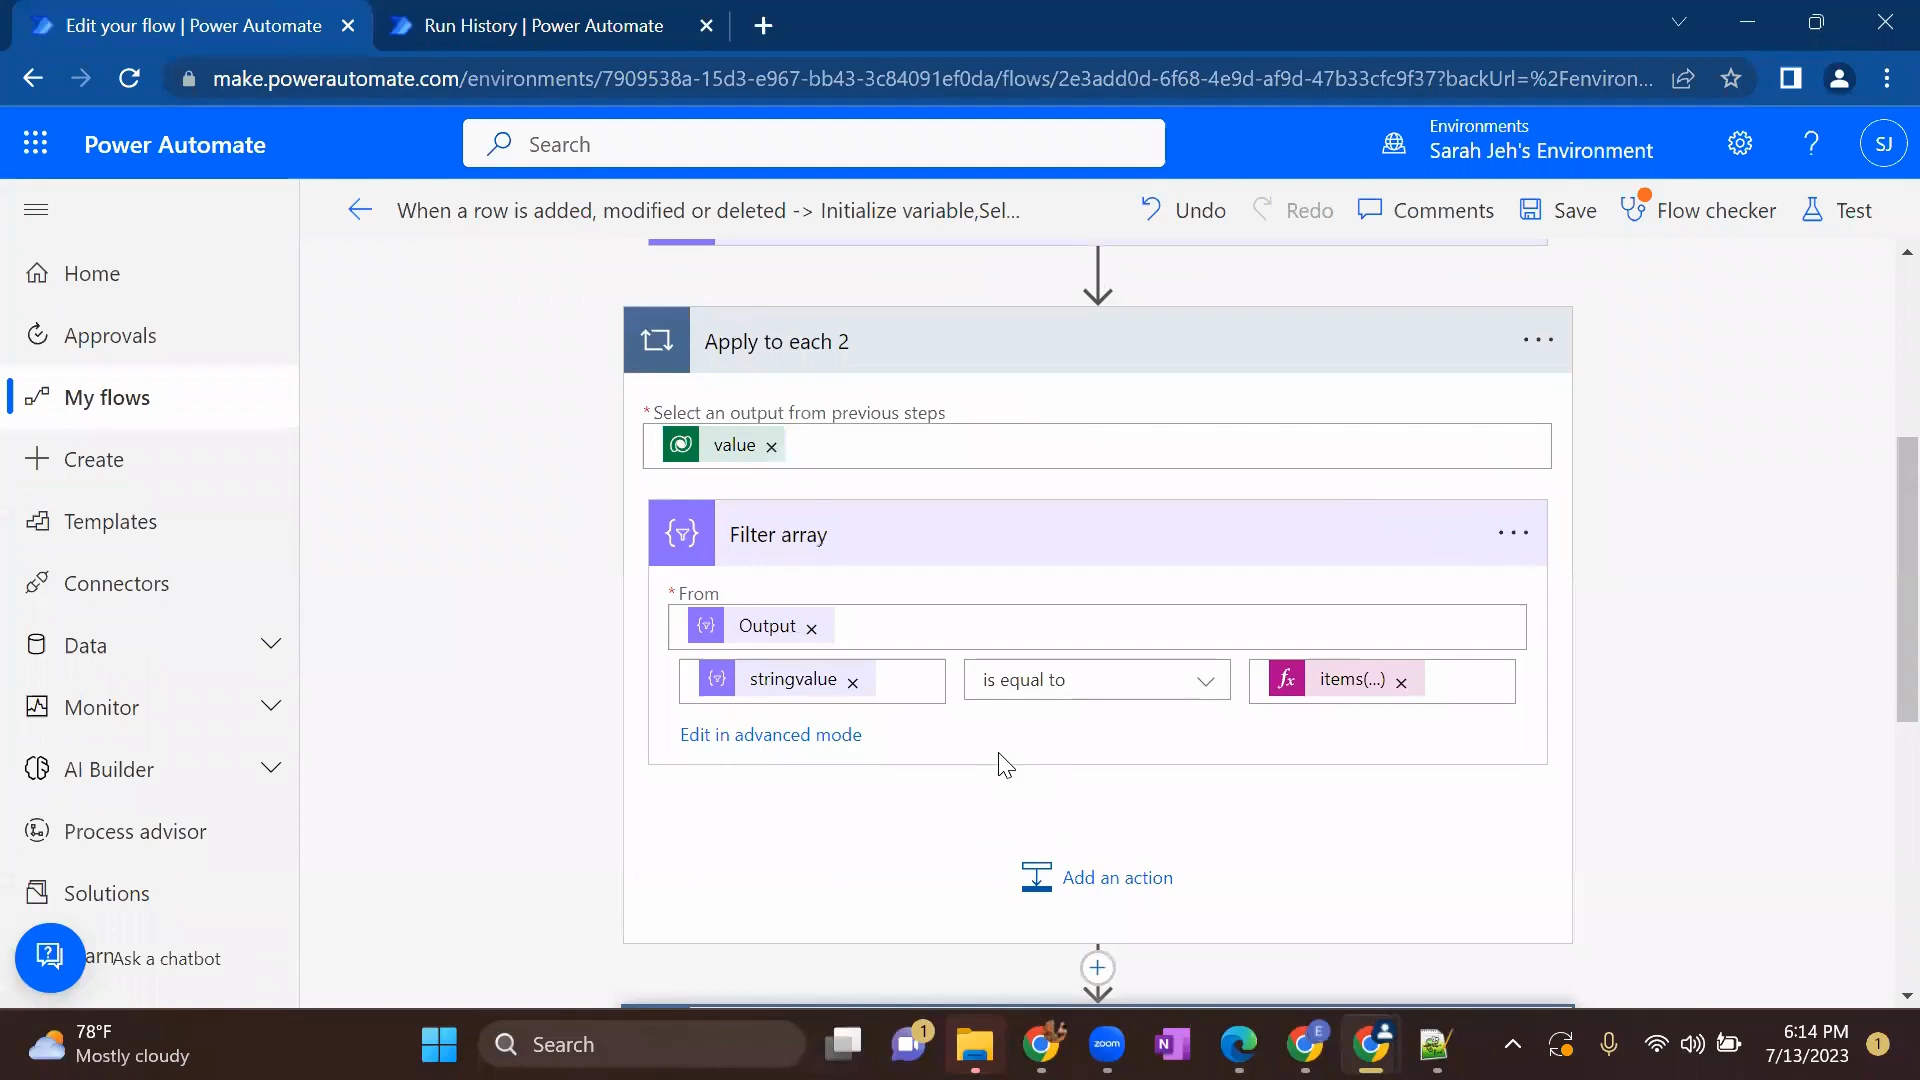 Edit your flow | Power Automate
Run History | Power Automate
make.powerautomate.com/environments/7909538a-15d3-e967-bb43-3c84091ef0da/flows/2e3add0d-6f68-4e9d-af9d-47b33cfc9f37?backUrl=%2Fenviron...
Power Automate
Search
Environments
Sarah Jeh's Environment
?
SJ
When a row is added, modified or deleted -> Initialize variable,Sel...
Undo
Redo
Comments
Save
Flow checker
Test
Home
Approvals
My flows
Create
Templates
Connectors
Data
Monitor
AI Builder
Process advisor
Solutions
arn
Ask a chatbot
Apply to each 2
...
* Select an output from previous steps
value
Filter array
...
* From
Output
stringvalue
is equal to
fx
items(...)
Edit in advanced mode
Add an action
78°F
Mostly cloudy
Search
1
zoom
N
E
6:14 PM
7/13/2023
1